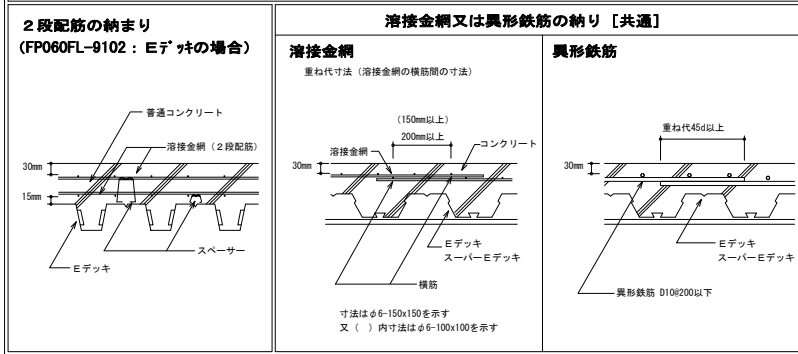 ２段配筋の納まり
(FP060FL-9102 : Eﾃﾞｯｷの場合)
普通コンクリート
溶接金網（２段配筋）
30mm
15mm
スペーサー
Ｅデッキ
溶接金網又は異形鉄筋の納り [共通]
溶接金網
重ね代寸法（溶接金網の横筋間の寸法）
(150mm以上)
200mm以上
溶接金網
コンクリート
30mm
Ｅデッキ
スーパーＥデッキ
横筋
寸法はφ6-150x150を示す
又（　）内寸法はφ6-100x100を示す
異形鉄筋
重ね代45d以上
30mm
Ｅデッキ
スーパーＥデッキ
異形鉄筋 D10@200以下